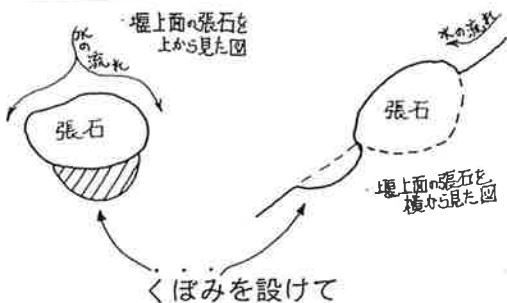 堰上面の張石を
上から見た図
水の流れ
張石
水の流れ
張石
堰上面の張石を
横から見た図
くぼみを設けて